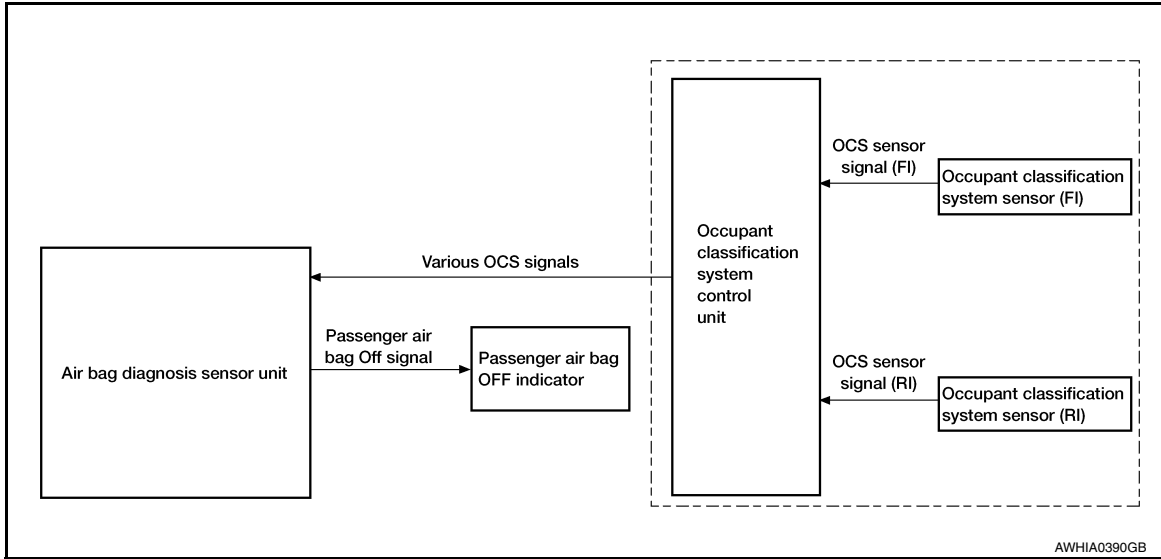 OCS sensor
signal (FI)
Occupant classification
system sensor (FI)
Occupant
classification
system
control
unit
Various OCS signals
Passenger air
bag Off signal
Air bag diagnosis sensor unit
Passenger air bag
OFF indicator
OCS sensor
signal (RI)
Occupant classification
system sensor (RI)
AWHIA0390GB